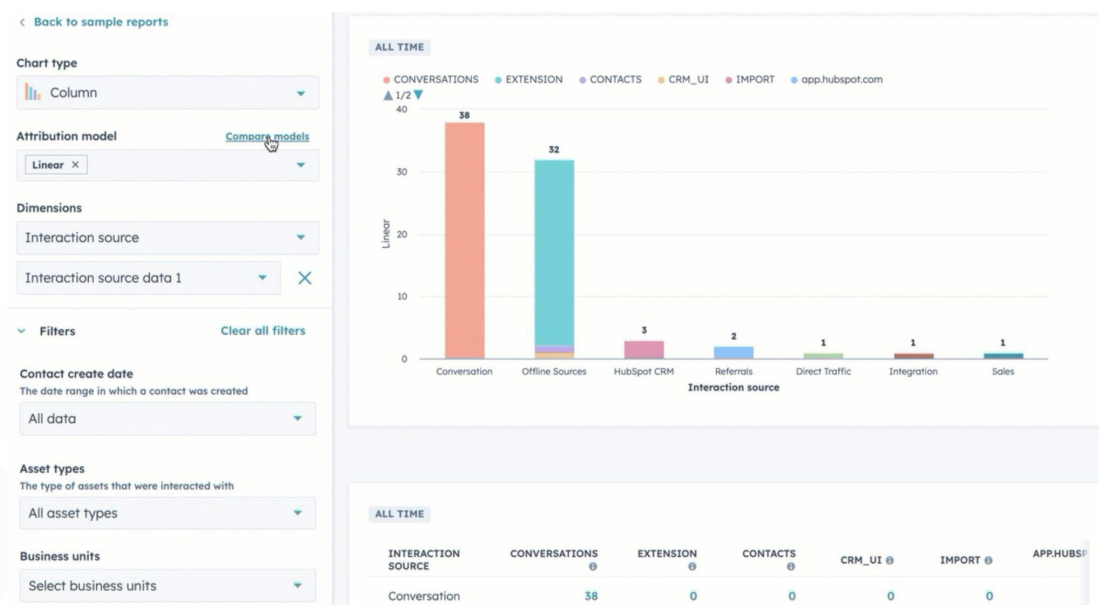 Back to sample reports
Chart type
Column
Attribution model
Compare models
Linear ×
Dimensions
Interaction source
Interaction source data 1
Filters
Clear all filters
Contact create date
The date range in which a contact was created
All data
Asset types
The type of assets that were interacted with
All asset types
Business units
Select business units
ALL TIME
CONVERSATIONS EXTENSION CONTACTS CRM_UI IMPORT app.hubspot.com
1/2
40
30
20
10
0
Linear
38
32
3
2
1
1
1
Conversation Offline Sources HubSpot CRM Referrals Direct Traffic Integration Sales
Interaction source
ALL TIME
INTERACTION SOURCE CONVERSATIONS EXTENSION CONTACTS CRM_UI IMPORT APP.HUBSP
Conversation 38 0 0 0 0